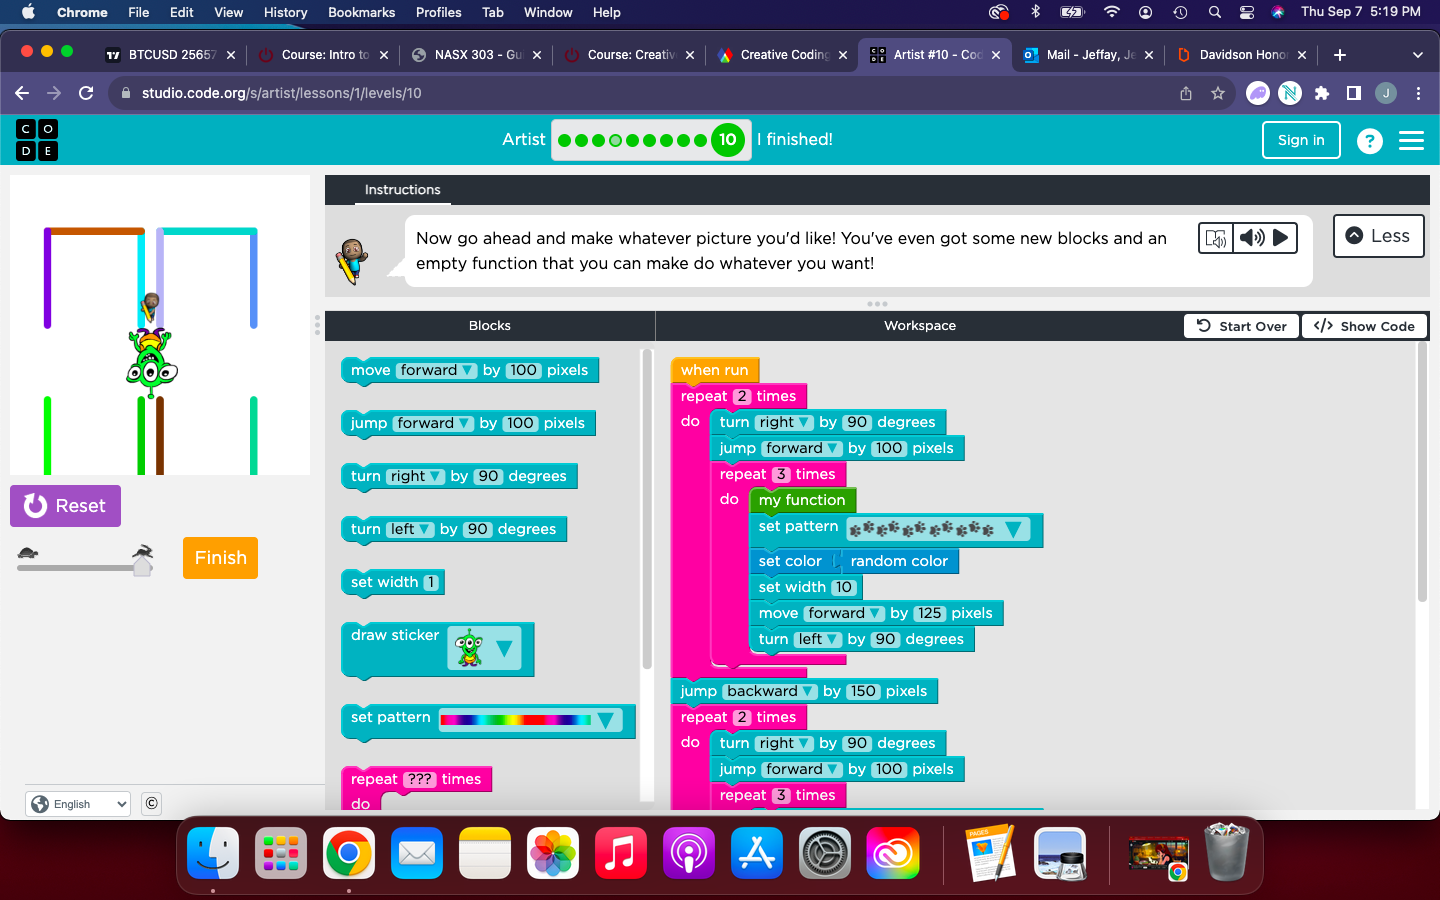 Chrome File Edit View History Bookmarks Profiles Tab Window Help Thu Sep 7 5:19 PM
BTCUSD 25657 Course: Intro to NASX 303 - Gu Course: Creativ Creative Coding Artist #10 - Cod Mail - Jeffay, Je Davidson Honor
studio.code.org/s/artist/lessons/1/levels/10 J
C O D E Artist 10 I finished! Sign in ?
Instructions
Now go ahead and make whatever picture you'd like! You've even got some new blocks and an
empty function that you can make do whatever you want!
Less
Blocks Workspace Start Over </> Show Code
move forward by 100 pixels
jump forward by 100 pixels
turn right by 90 degrees
turn left by 90 degrees
set width 1
draw sticker
set pattern
repeat ??? times
do
when run
repeat 2 times
do turn right by 90 degrees
jump forward by 100 pixels
repeat 3 times
do my function
set pattern
set color random color
set width 10
move forward by 125 pixels
turn left by 90 degrees
jump backward by 150 pixels
repeat 2 times
do turn right by 90 degrees
jump forward by 100 pixels
repeat 3 times
Reset
Finish
English ©
PAGES